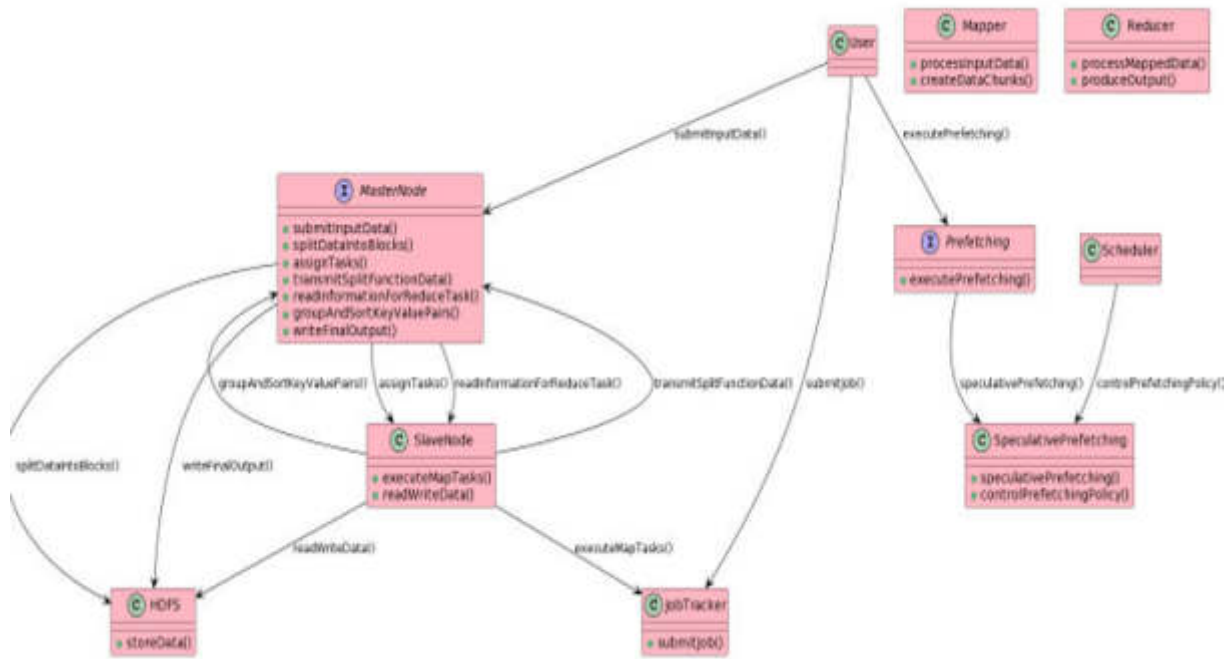 C User
C Mapper
processInputData()
createDataChunks()
C Reducer
processMappedData()
produceOutput()
submitInputData()
executePrefetching()
I MasterNode
submitInputData()
splitDataIntoBlocks()
assignTasks()
transmitSplitFunctionData()
readInformationForReduceTask()
groupAndSortKeyValuePairs()
writeFinalOutput()
I Prefetching
executePrefetching()
C Scheduler
groupAndSortKeyValuePairs()
assignTasks()
readInformationForReduceTask()
transmitSplitFunctionData()
submitJob()
speculativePrefetching()
controlPrefetchingPolicy()
C SlaveNode
executeMapTasks()
readWriteData()
C SpeculativePrefetching
speculativePrefetching()
controlPrefetchingPolicy()
splitDataIntoBlocks()
writeFinalOutput()
readWriteData()
executeMapTasks()
C HDFS
storeData()
C JobTracker
submitJob()